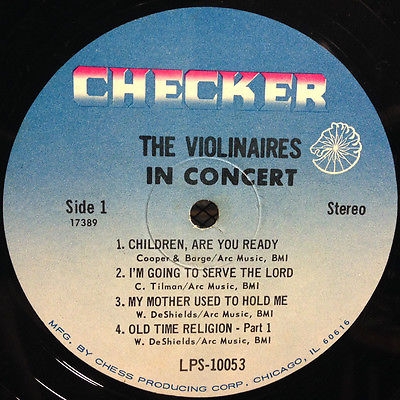 CHECKER
THE VIOLINAIRES
IN CONCERT
Side 1
17389
Stereo
1. CHILDREN, ARE YOU READY
Cooper & Barge/Arc Music, BMI
2. I'M GOING TO SERVE THE LORD
C. Tilman/Arc Music, BMI
3. MY MOTHER USED TO HOLD ME
W. DeShields/Arc Music, BMI
4. OLD TIME RELIGION - Part 1
W. DeShields/Arc Music, BMI
LPS-10053
MFG. BY CHESS PRODUCING CORP. CHICAGO, IL 60616